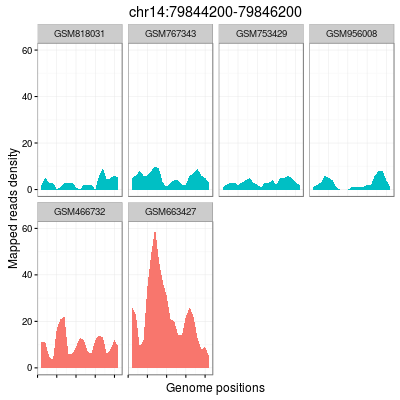 chr14:79844200-79846200
GSM818031 GSM767343 GSM753429 GSM956008
60
40
20
0
Mapped reads density
GSM466732 GSM663427
60
40
20
0
Genome positions